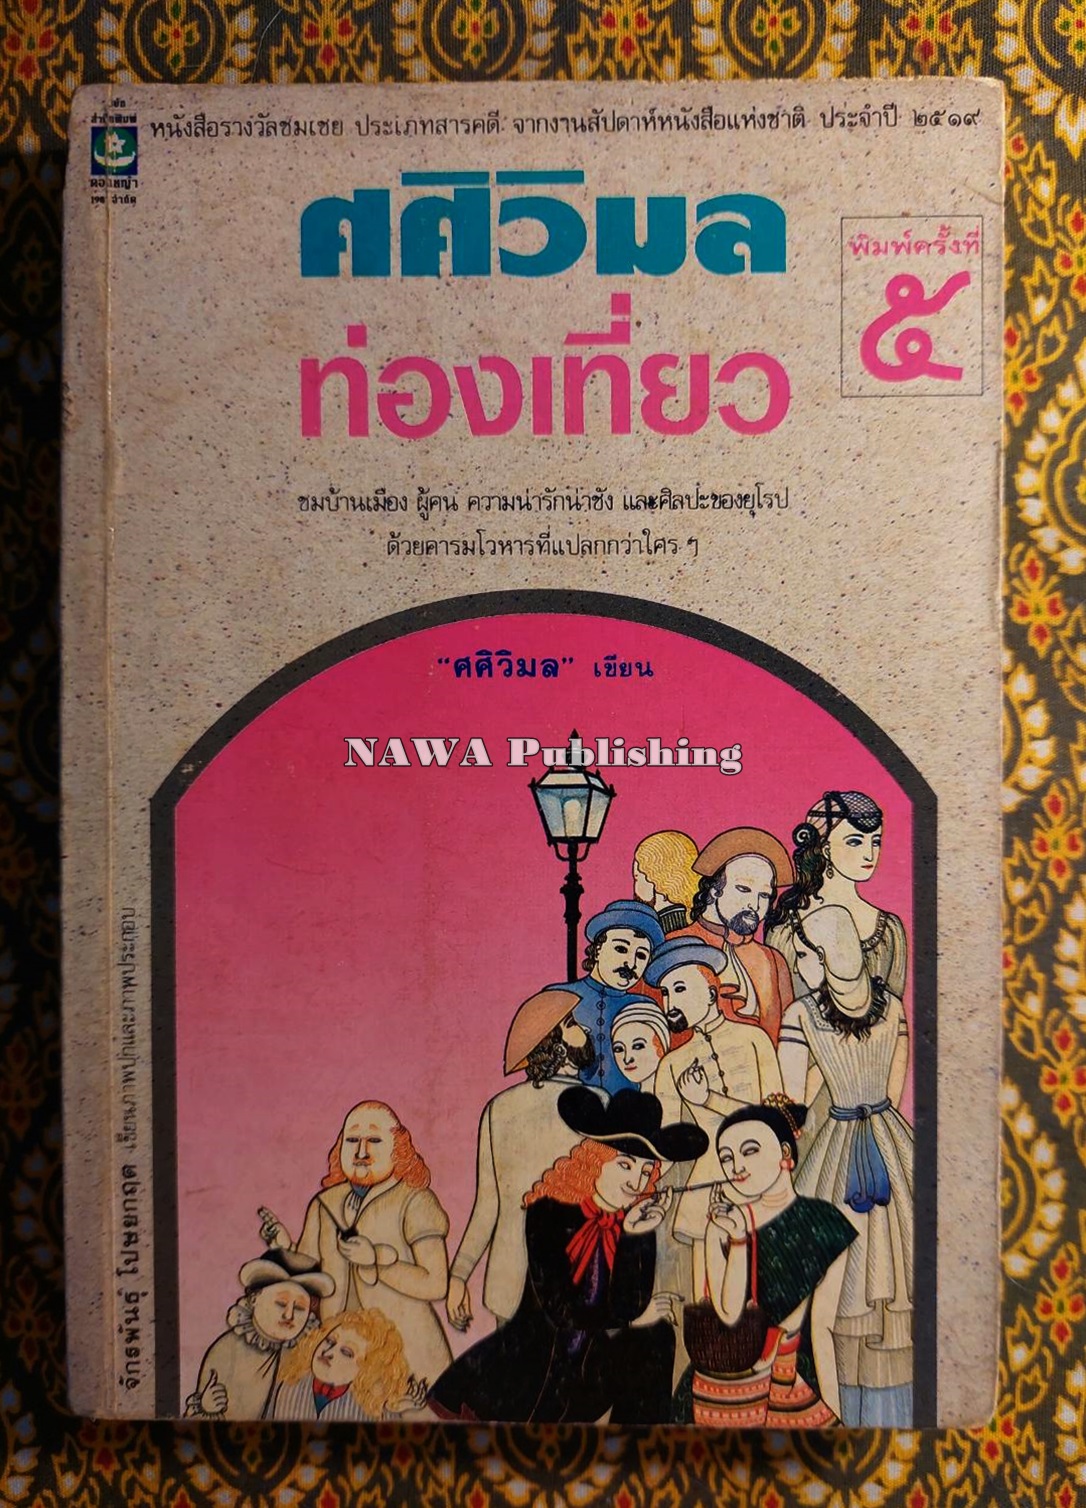 หนังสือรางวัลชมเชย ประเภทสารคดี จากงานสัปดาห์หนังสือแห่งชาติ ประจำปี ๒๕๑๙
ศศิวิมล
ท่องเที่ยว
พิมพ์ครั้งที่
๕
ชมบ้านเมือง ผู้คน ความน่ารักน่าชัง และศิลปะของยุโรป
ด้วยคารมโวหารที่แปลกกว่าใคร ๆ
“ศศิวิมล” เขียน
NAWA Publishing
จักรพันธุ์ โปษยกฤต เขียนภาพปกและภาพประกอบ